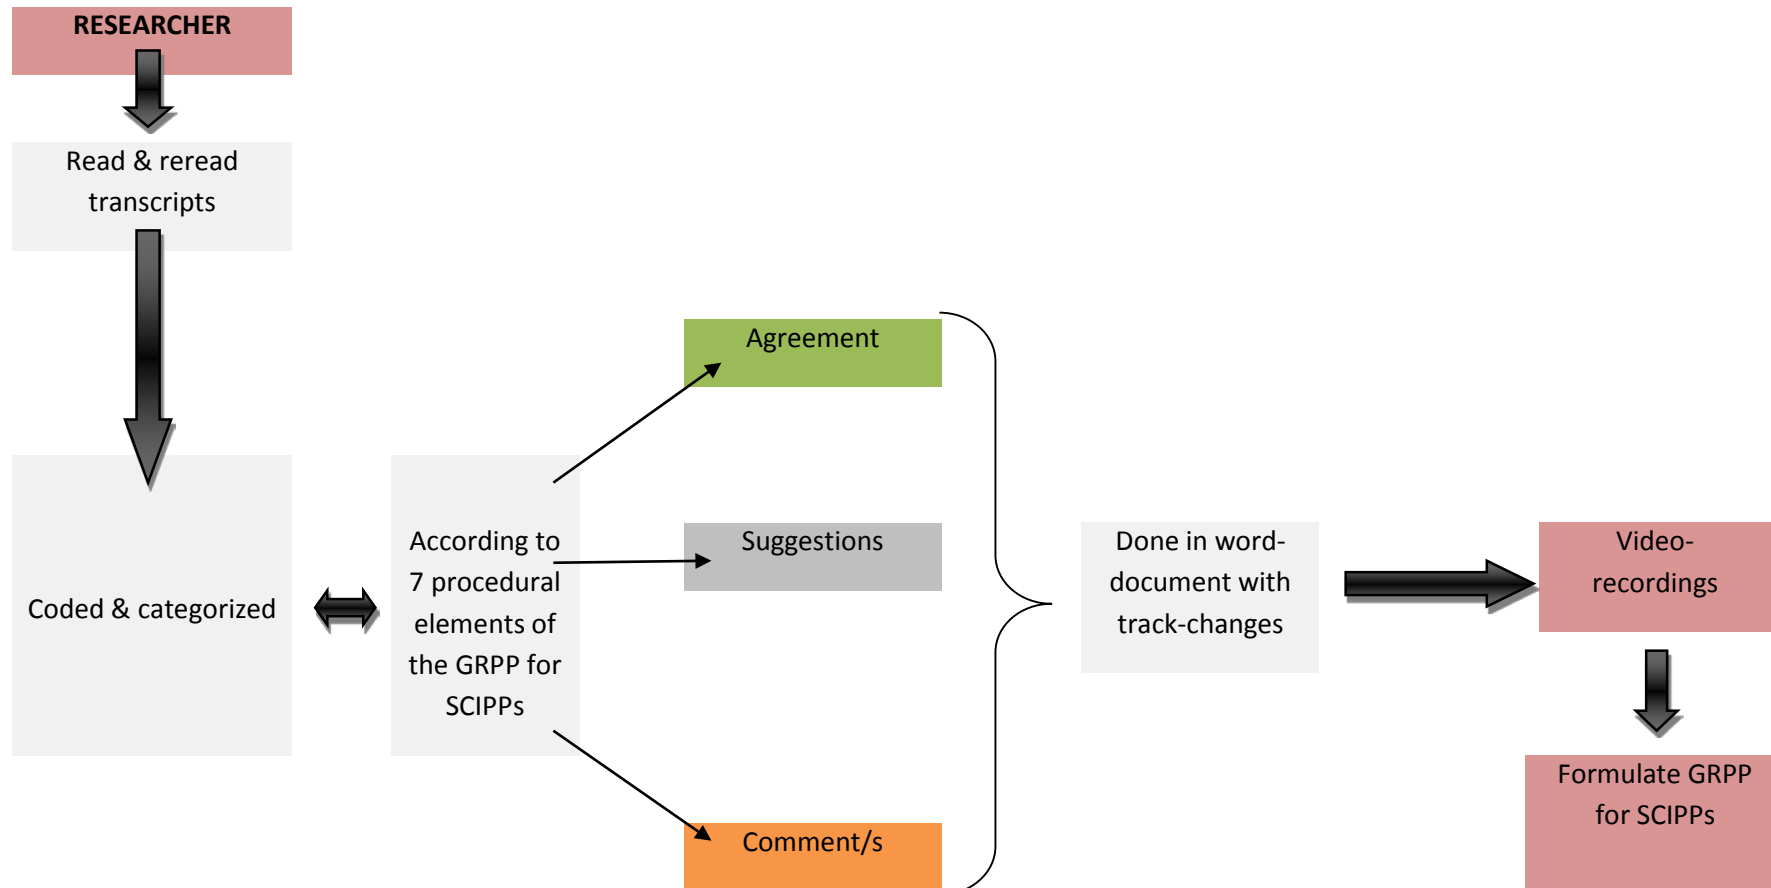 RESEARCHER
Read & reread
transcripts
Coded & categorized
According to
7 procedural
elements of
the GRPP for
SCIPPs
Agreement
Suggestions
Comment/s
Done in word-
document with
track-changes
Video-
recordings
Formulate GRPP
for SCIPPs